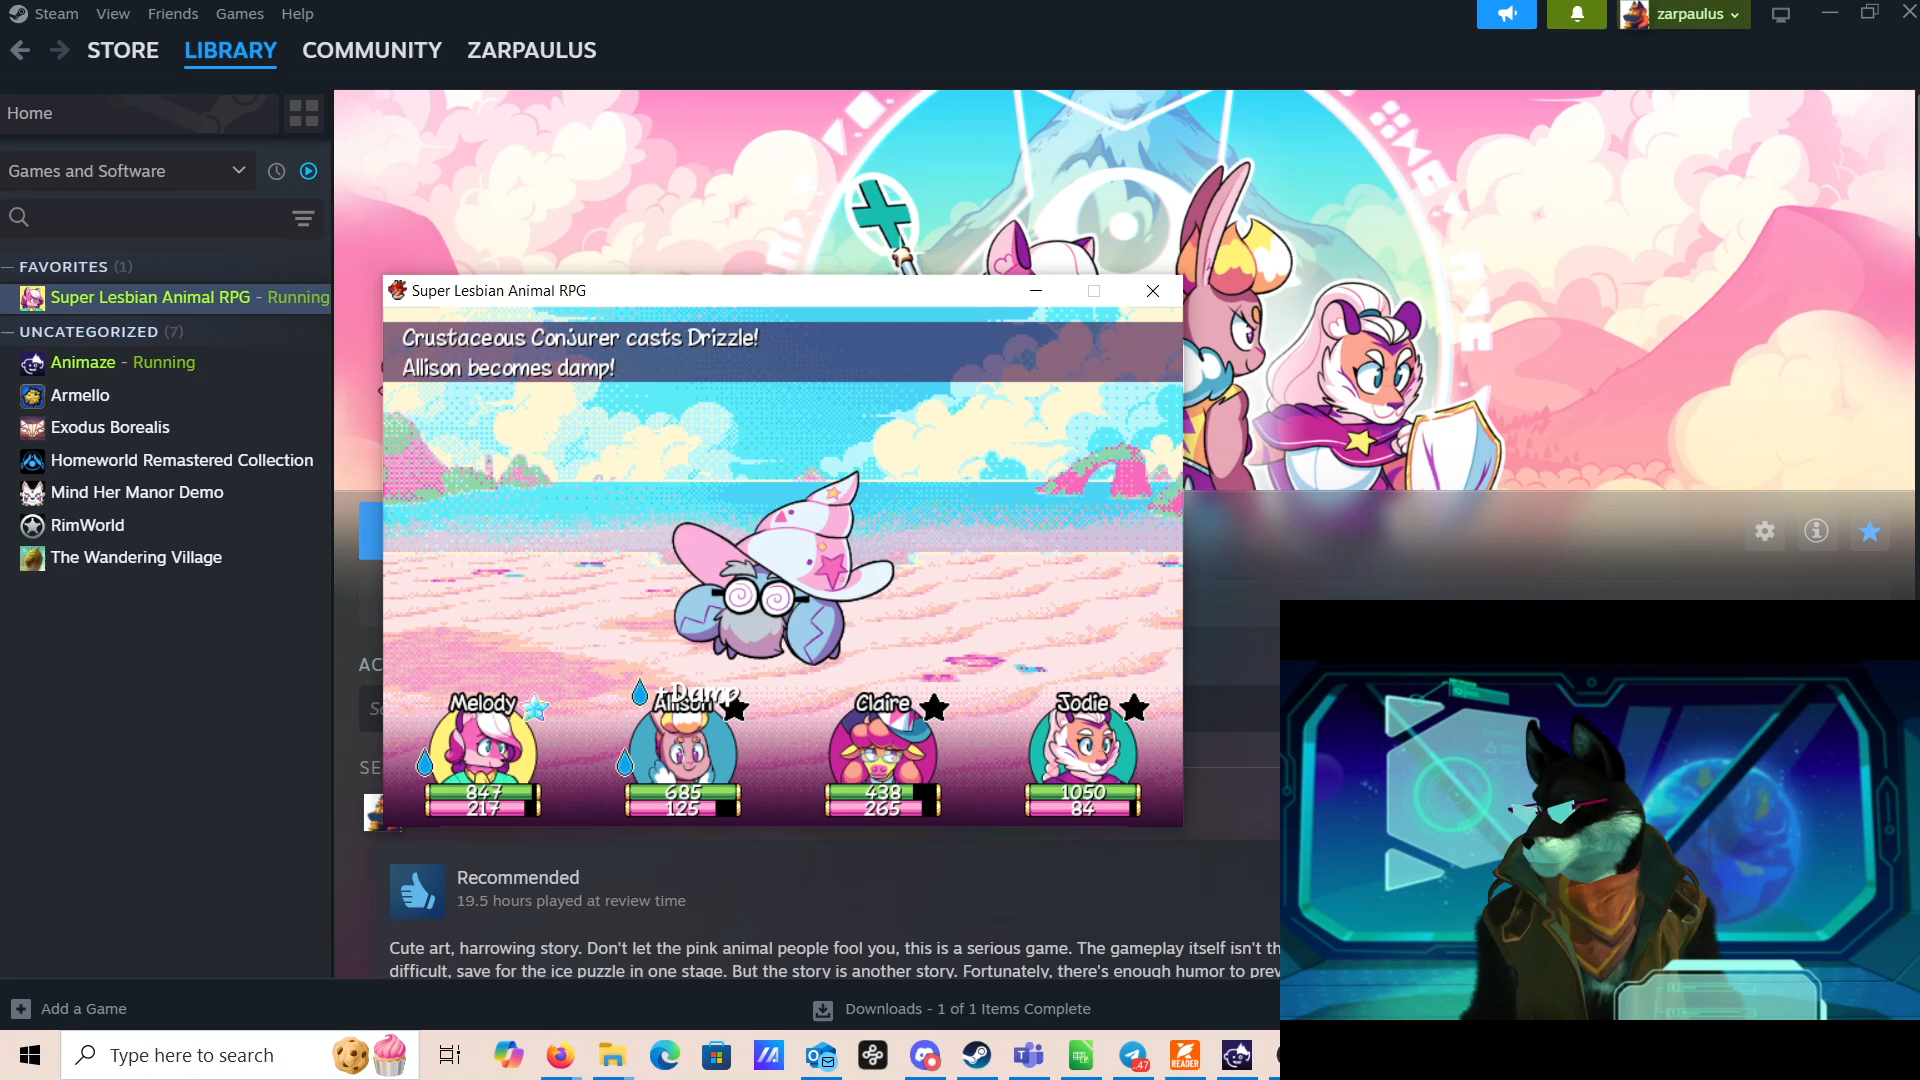 Steam View Friends Games Help
zarpaulus
STORE LIBRARY COMMUNITY ZARPAULUS
Home
Games and Software
FAVORITES (1)
Super Lesbian Animal RPG - Running
UNCATEGORIZED (7)
Animaze - Running
Armello
Exodus Borealis
Homeworld Remastered Collection
Mind Her Manor Demo
RimWorld
The Wandering Village
Super Lesbian Animal RPG
Crustaceous Conjurer casts Drizzle!
Allison becomes damp!
+Damp
Melody Allison Claire Jodie
847 685 438 1050
217 125 265 84
AC
SE
Recommended
19.5 hours played at review time
Cute art, harrowing story. Don't let the pink animal people fool you, this is a serious game. The gameplay itself isn't th
difficult, save for the ice puzzle in one stage. But the story is another story. Fortunately, there's enough humor to prev
Add a Game
Downloads - 1 of 1 Items Complete
Type here to search
READER